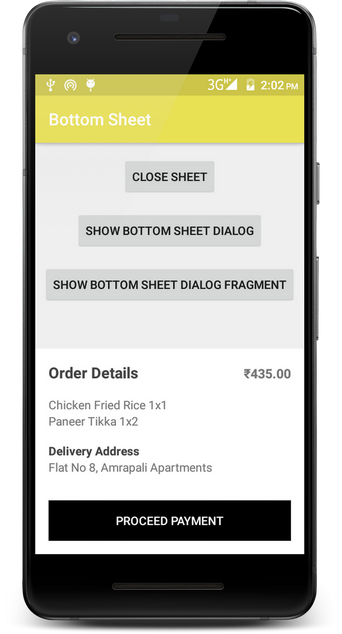 3G H+ 2:02 PM
Bottom Sheet
CLOSE SHEET
SHOW BOTTOM SHEET DIALOG
SHOW BOTTOM SHEET DIALOG FRAGMENT
Order Details ₹435.00
Chicken Fried Rice 1x1
Paneer Tikka 1x2
Delivery Address
Flat No 8, Amrapali Apartments
PROCEED PAYMENT